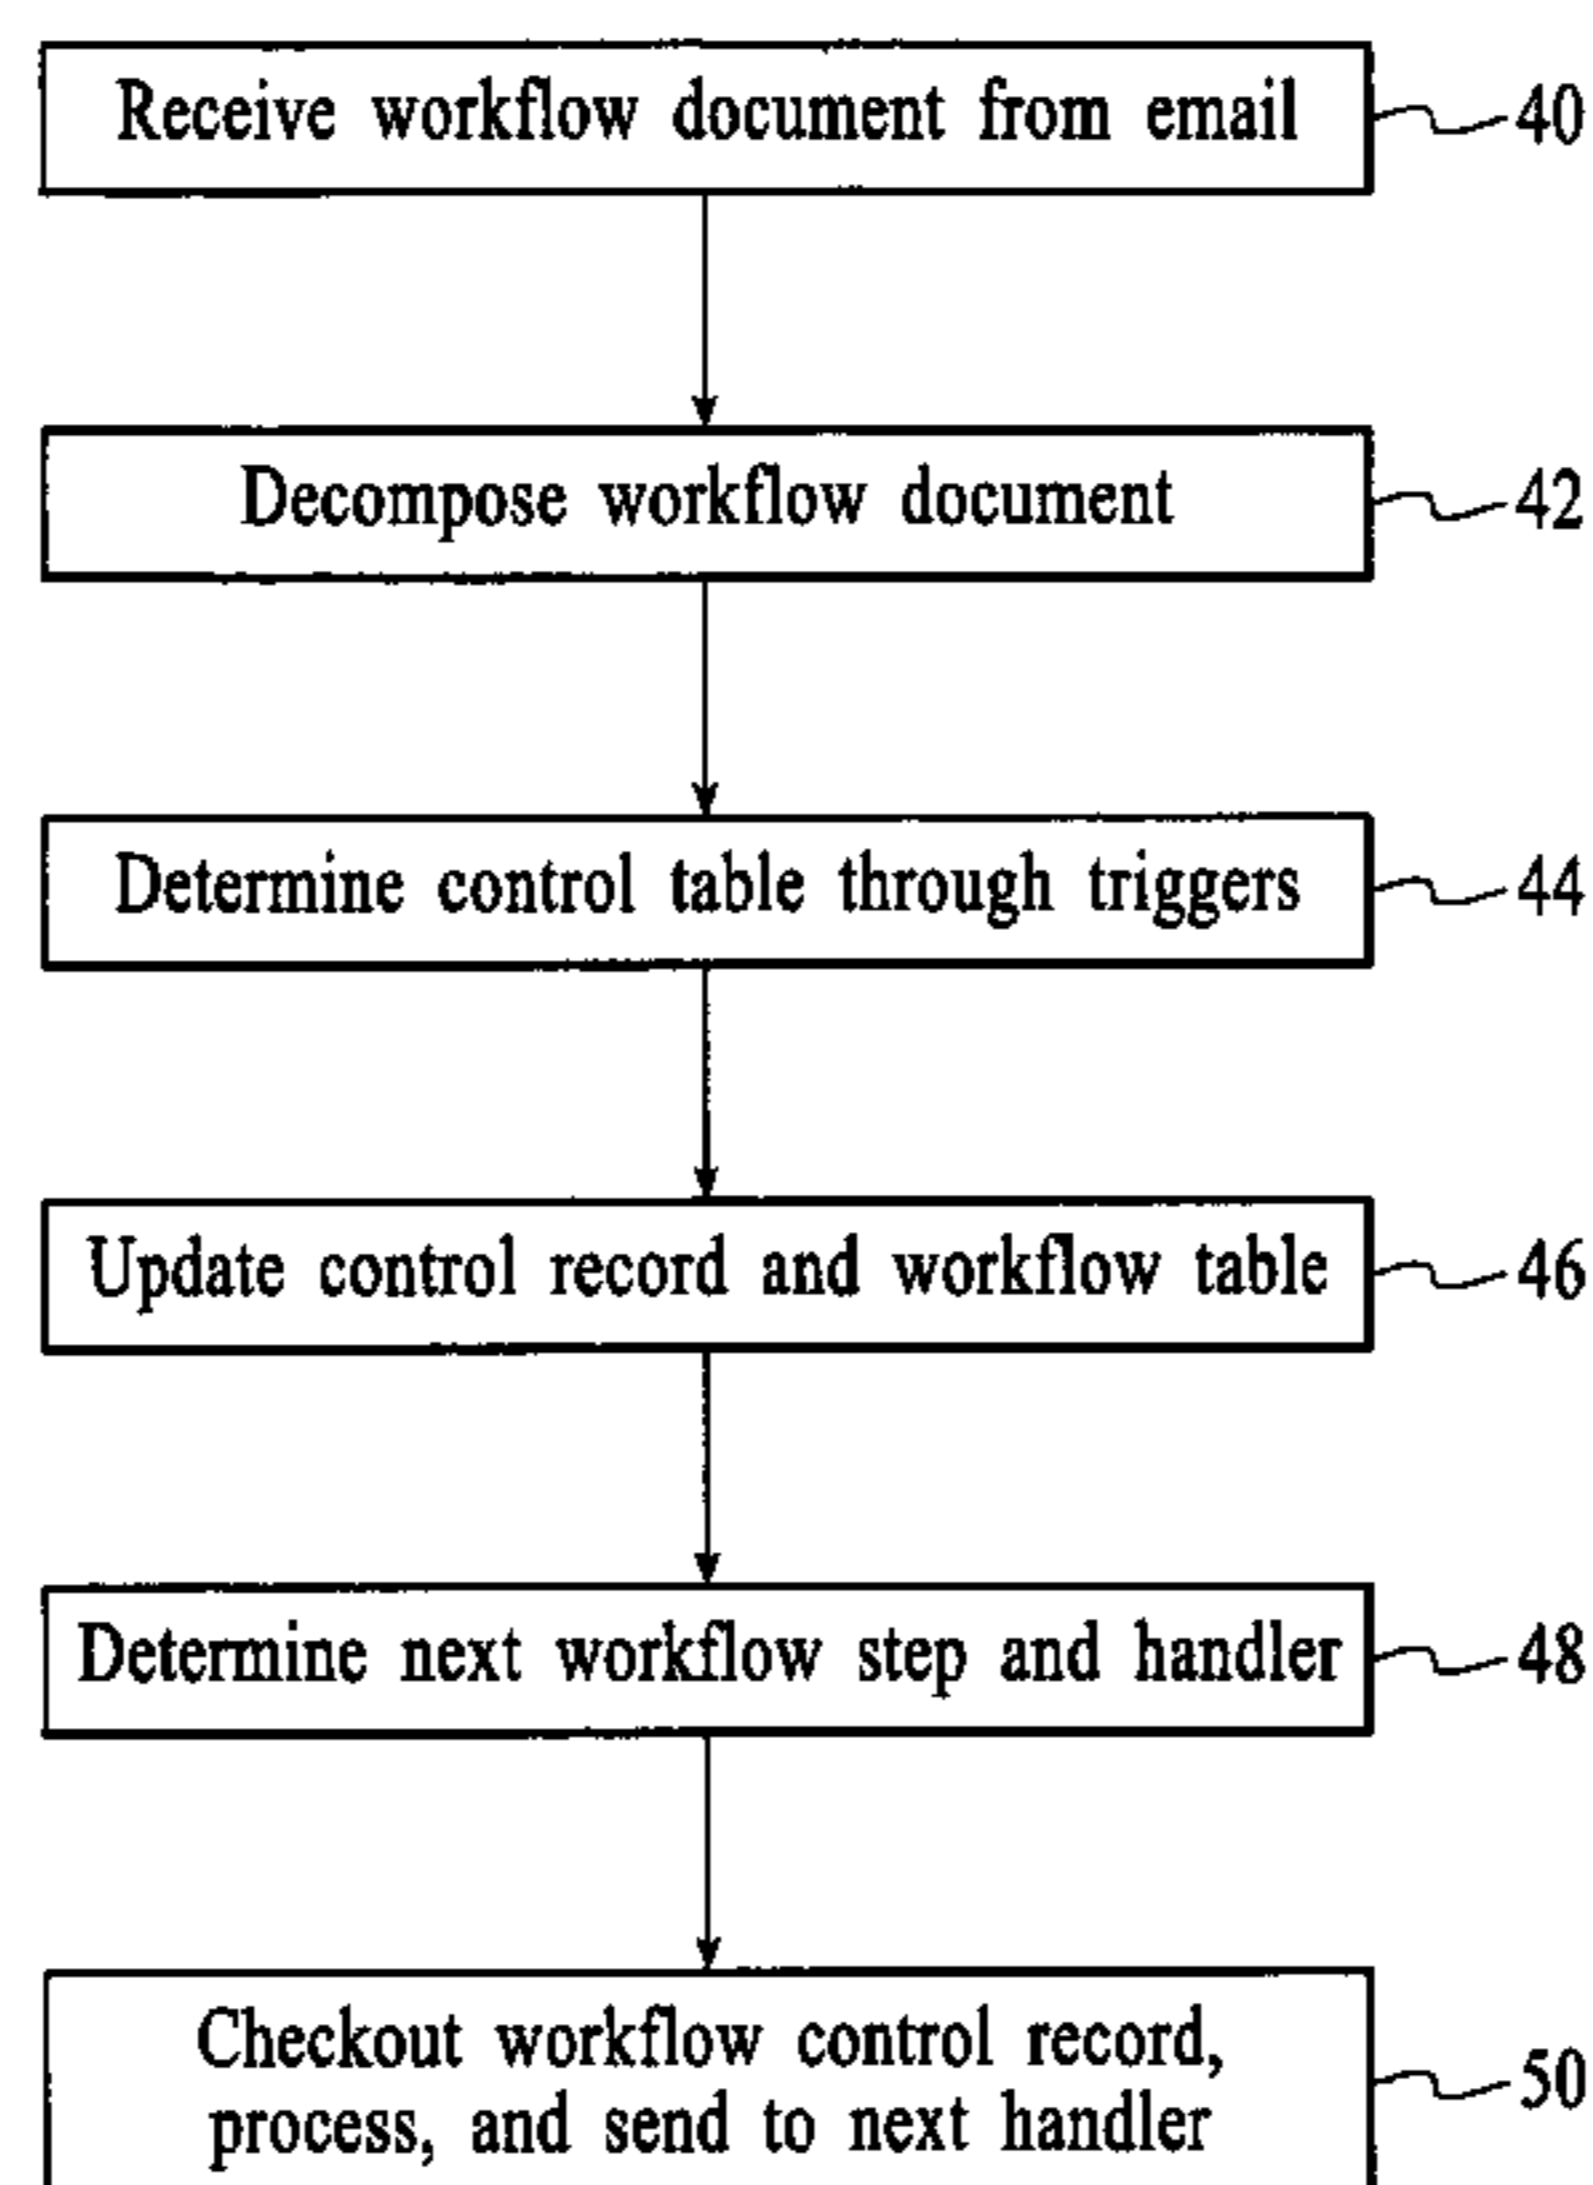 Receive workflow document from email
40
Decompose workflow document
42
Determine control table through triggers
44
Update control record and workflow table
46
Determine next workflow step and handler
48
Checkout workflow control record,
process, and send to next handler
50